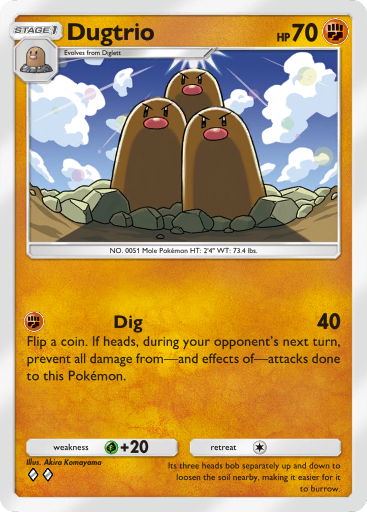 STAGE 1 Dugtrio HP 70
Evolves from Diglett
NO. 0051 Mole Pokémon HT: 2'4" WT: 73.4 lbs.
Dig 40
Flip a coin. If heads, during your opponent's next turn,
prevent all damage from—and effects of—attacks done
to this Pokémon.
weakness +20 retreat
Illus. Akira Komayama
Its three heads bob separately up and down to
loosen the soil nearby, making it easier for it
to burrow.